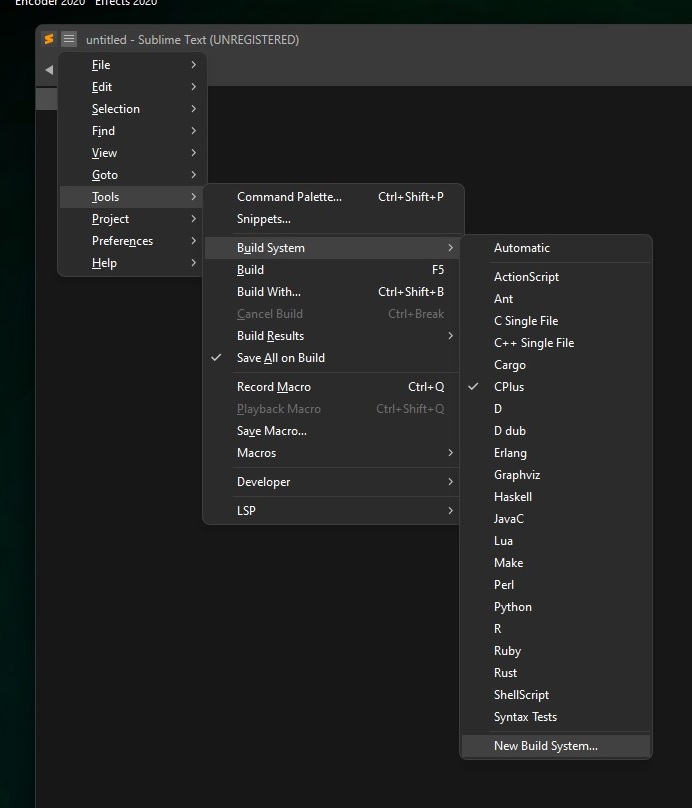 Encoder 2020 Effects 2020
untitled - Sublime Text (UNREGISTERED)
File
Edit
Selection
Find
View
Goto
Tools
Project
Preferences
Help
Command Palette... Ctrl+Shift+P
Snippets...
Build System
Build F5
Build With... Ctrl+Shift+B
Cancel Build Ctrl+Break
Build Results
Save All on Build
Record Macro Ctrl+Q
Playback Macro Ctrl+Shift+Q
Save Macro...
Macros
Developer
LSP
Automatic
ActionScript
Ant
C Single File
C++ Single File
Cargo
CPlus
D
D dub
Erlang
Graphviz
Haskell
JavaC
Lua
Make
Perl
Python
R
Ruby
Rust
ShellScript
Syntax Tests
New Build System...